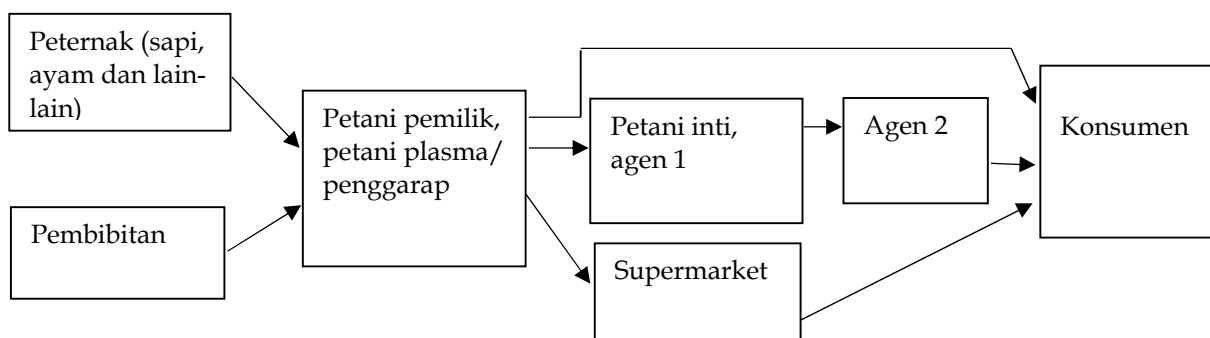 Peternak (sapi,
ayam dan lain-
lain)
Pembibitan
Petani pemilik,
petani plasma/
penggarap
Petani inti,
agen 1
Supermarket
Agen 2
Konsumen